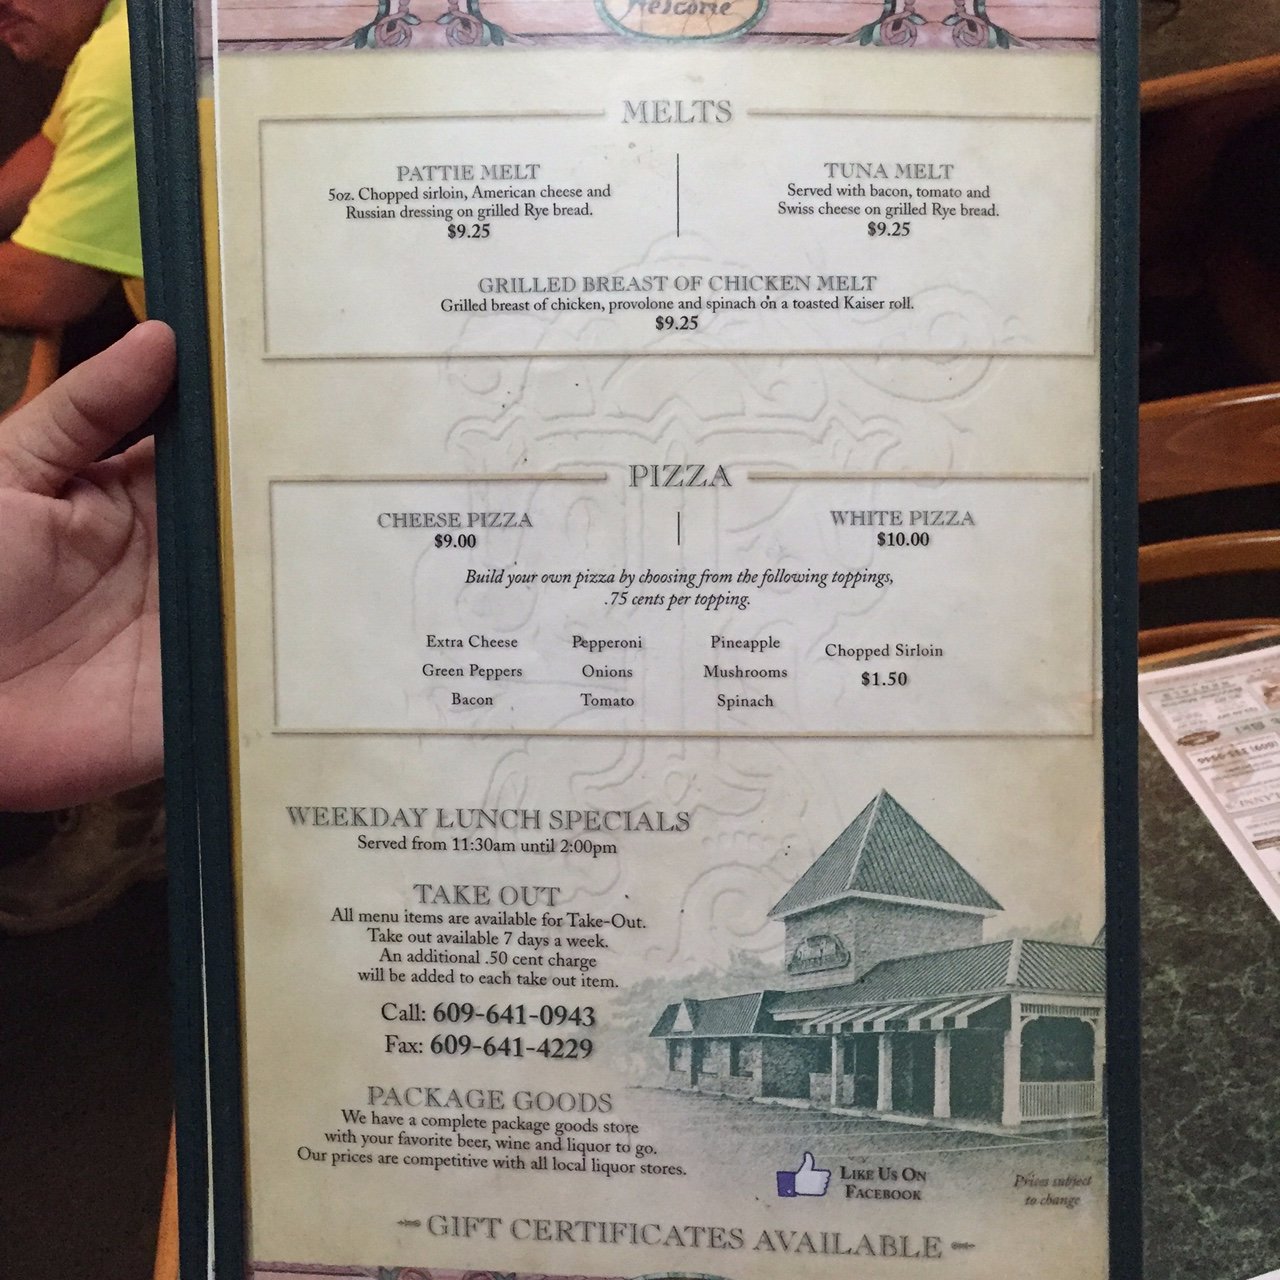 Welcome
MELTS
PATTIE MELT
5oz. Chopped sirloin, American cheese and
Russian dressing on grilled Rye bread.
$9.25
TUNA MELT
Served with bacon, tomato and
Swiss cheese on grilled Rye bread.
$9.25
GRILLED BREAST OF CHICKEN MELT
Grilled breast of chicken, provolone and spinach on a toasted Kaiser roll.
$9.25
PIZZA
CHEESE PIZZA
$9.00
WHITE PIZZA
$10.00
Build your own pizza by choosing from the following toppings,
.75 cents per topping.
Extra Cheese
Green Peppers
Bacon
Pepperoni
Onions
Tomato
Pineapple
Mushrooms
Spinach
Chopped Sirloin
$1.50
WEEKDAY LUNCH SPECIALS
Served from 11:30am until 2:00pm
TAKE OUT
All menu items are available for Take-Out.
Take out available 7 days a week.
An additional .50 cent charge
will be added to each take out item.
Call: 609-641-0943
Fax: 609-641-4229
PACKAGE GOODS
We have a complete package goods store
with your favorite beer, wine and liquor to go.
Our prices are competitive with all local liquor stores.
LIKE US ON
FACEBOOK
Prices subject
to change
GIFT CERTIFICATES AVAILABLE